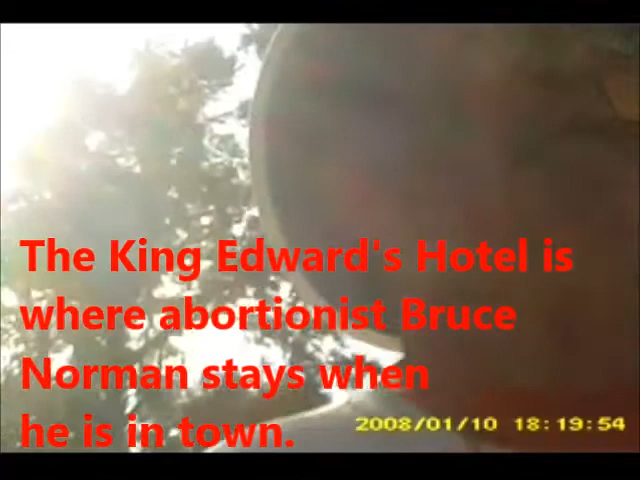 The King Edward's Hotel is
where abortionist Bruce
Norman stays when
he is in town.
2008/01/10 18:19:54